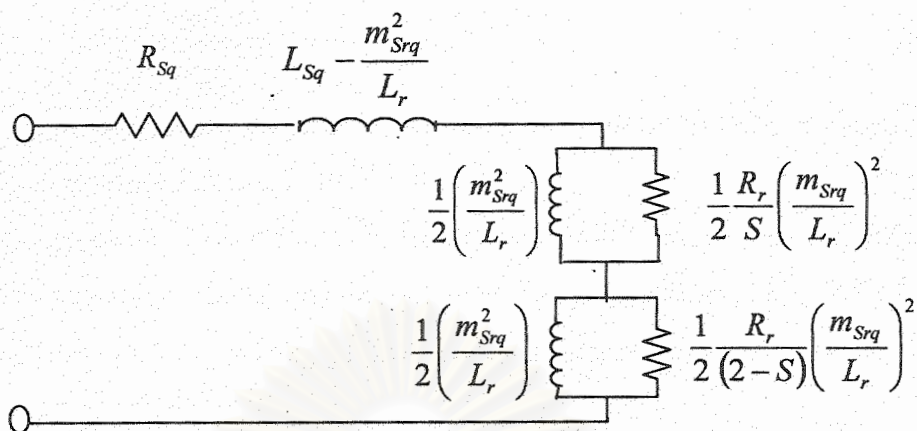 R_{Sq}
L_{Sq} - \frac{m_{Srq}^2}{L_r}
\frac{1}{2}\left(\frac{m_{Srq}^2}{L_r}\right)
\frac{1}{2}\frac{R_r}{S}\left(\frac{m_{Srq}}{L_r}\right)^2
\frac{1}{2}\left(\frac{m_{Srq}^2}{L_r}\right)
\frac{1}{2}\frac{R_r}{(2-S)}\left(\frac{m_{Srq}}{L_r}\right)^2